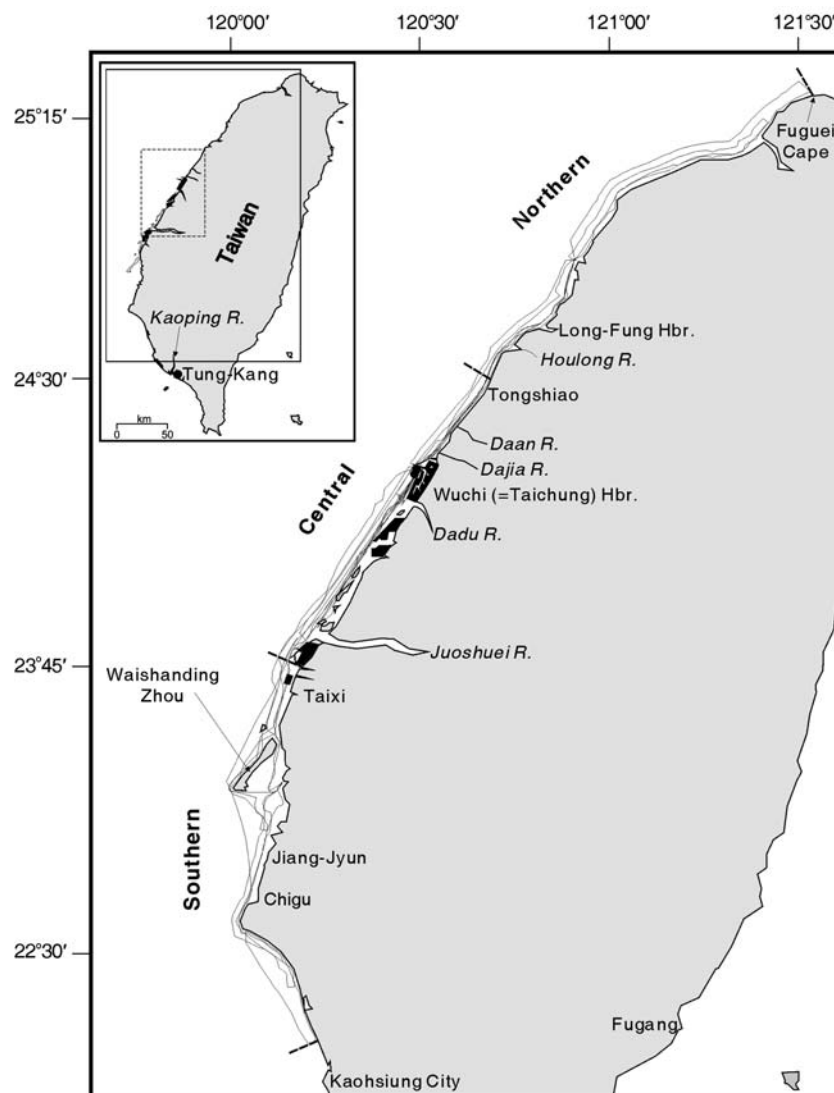 120°00′
120°30′
121°00′
121°30′
25°15′
24°30′
23°45′
22°30′
Taiwan
Kaoping R.
Tung-Kang
km
0 50
Northern
Central
Southern
Fuguei
Cape
Long-Fung Hbr.
Houlong R.
Tongshiao
Daan R.
Dajia R.
Wuchi (=Taichung) Hbr.
Dadu R.
Juoshuei R.
Waishanding
Zhou
Taixi
Jiang-Jyun
Chigu
Fugang
Kaohsiung City